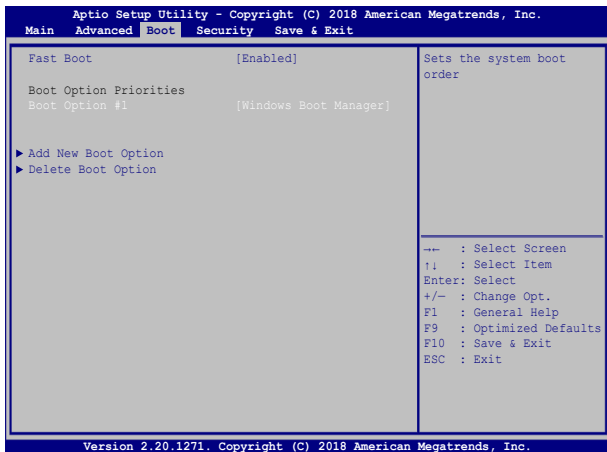 Aptio Setup Utility - Copyright (C) 2018 American Megatrends, Inc.
Main Advanced Boot Security Save & Exit
Fast Boot [Enabled]
Boot Option Priorities
Boot Option #1 [Windows Boot Manager]
▶ Add New Boot Option
▶ Delete Boot Option
Sets the system boot
order
→← : Select Screen
↑↓ : Select Item
Enter: Select
+/— : Change Opt.
F1 : General Help
F9 : Optimized Defaults
F10 : Save & Exit
ESC : Exit
Version 2.20.1271. Copyright (C) 2018 American Megatrends, Inc.